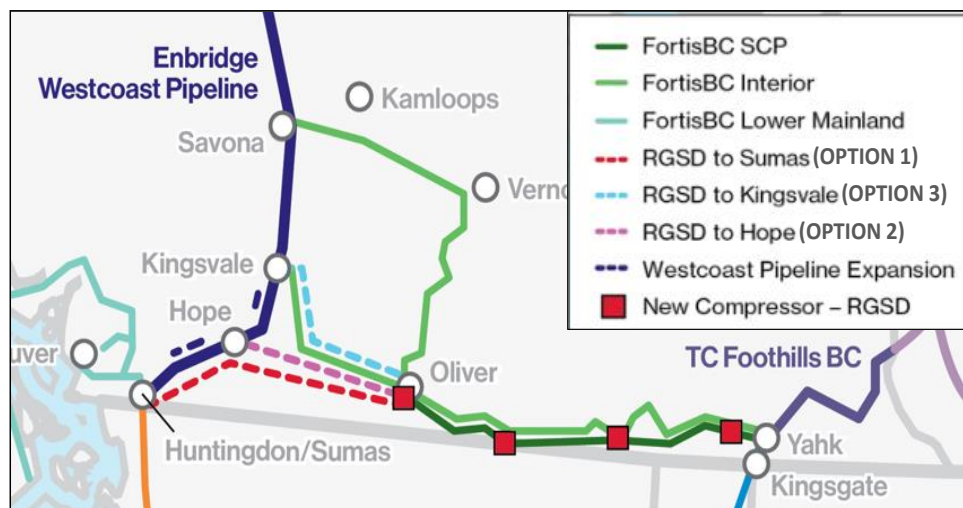 Enbridge
Westcoast Pipeline
Kamloops
Savona
Verno
Kingsvale
Hope
uver
Oliver
Huntingdon/Sumas
TC Foothills BC
Yahk
Kingsgate
FortisBC SCP
FortisBC Interior
FortisBC Lower Mainland
RGSD to Sumas (OPTION 1)
RGSD to Kingsvale (OPTION 3)
RGSD to Hope (OPTION 2)
Westcoast Pipeline Expansion
New Compressor – RGSD